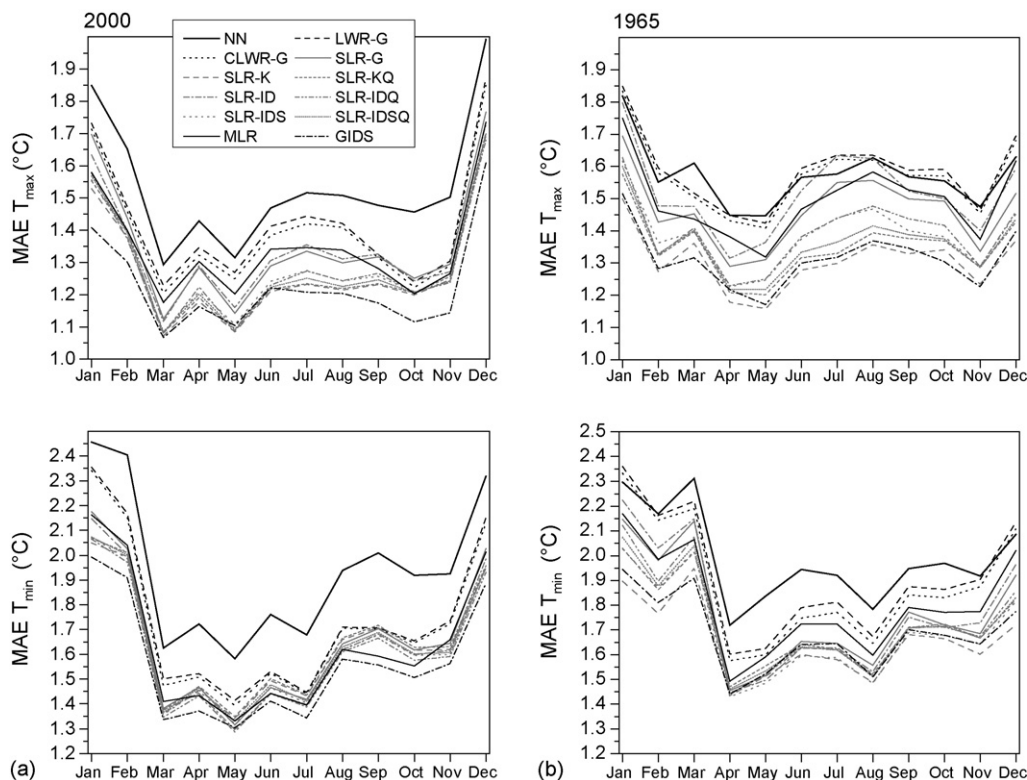 2000
1965
NN
LWR-G
CLWR-G
SLR-G
SLR-K
SLR-KQ
SLR-ID
SLR-IDQ
SLR-IDS
SLR-IDSQ
MLR
GIDS
MAE Tmax (°C)
1.9
1.8
1.7
1.6
1.5
1.4
1.3
1.2
1.1
1.0
Jan Feb Mar Apr May Jun Jul Aug Sep Oct Nov Dec
MAE Tmax (°C)
1.9
1.8
1.7
1.6
1.5
1.4
1.3
1.2
1.1
1.0
Jan Feb Mar Apr May Jun Jul Aug Sep Oct Nov Dec
MAE Tmin (°C)
2.4
2.3
2.2
2.1
2.0
1.9
1.8
1.7
1.6
1.5
1.4
1.3
1.2
Jan Feb Mar Apr May Jun Jul Aug Sep Oct Nov Dec
(a)
MAE Tmin (°C)
2.5
2.4
2.3
2.2
2.1
2.0
1.9
1.8
1.7
1.6
1.5
1.4
1.3
1.2
Jan Feb Mar Apr May Jun Jul Aug Sep Oct Nov Dec
(b)